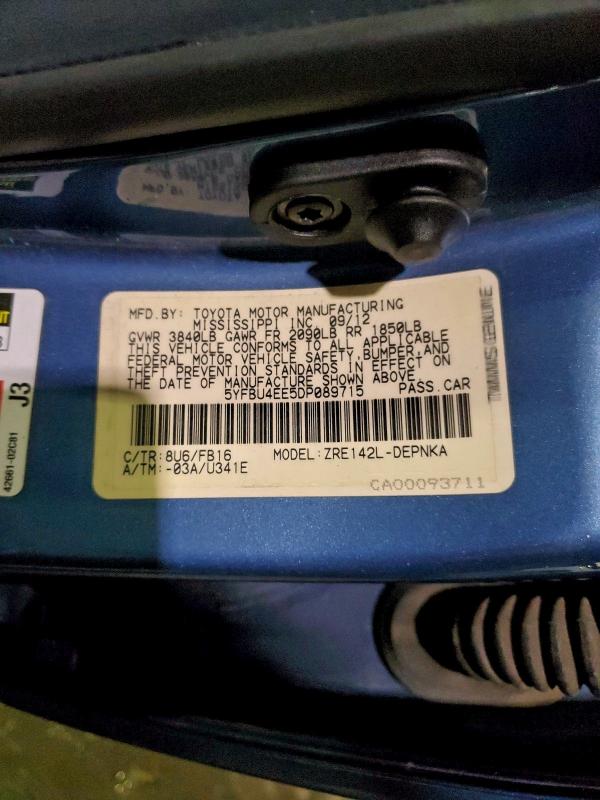 MFD.BY: TOYOTA MOTOR MANUFACTURING
MISSISSIPPI INC. 09/12
GVWR 3840LB GAWR FR 2090LB RR 1850LB
THIS VEHICLE CONFORMS TO ALL APPLICABLE
FEDERAL MOTOR VEHICLE SAFETY,BUMPER,AND
THEFT PREVENTION STANDARDS IN EFFECT ON
THE DATE OF MANUFACTURE SHOWN ABOVE.
5YFBU4EE5DP089715 PASS.CAR
C/TR:8U6/FB16 MODEL:ZRE142L-DEPNKA
A/TM:-03A/U341E
CA00093711
J3
42661-02C81